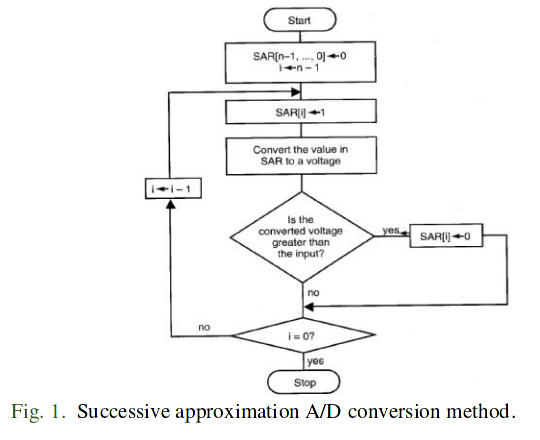 Start
SAR[n–1, ..., 0]◄0
i◄n – 1
SAR[i]◄1
Convert the value in
SAR to a voltage
i◄i – 1
Is the
converted voltage
greater than
the input?
yes
SAR[i]◄0
no
no
i = 0?
yes
Stop
Fig. 1. Successive approximation A/D conversion method.